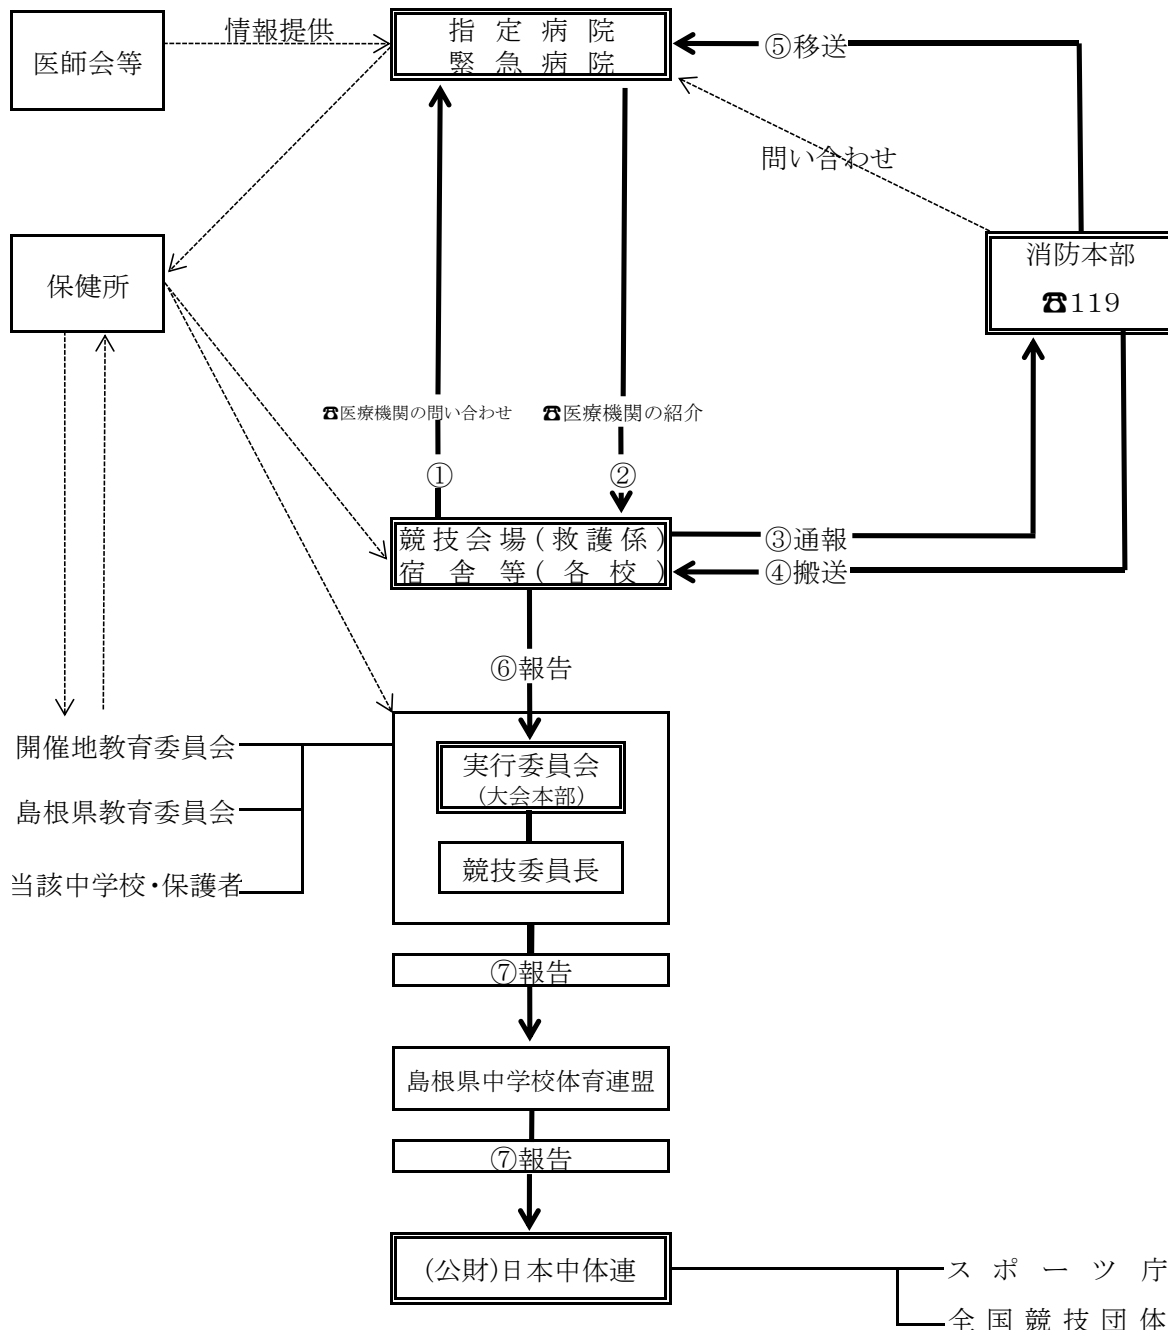 情報提供
医師会等
指定病院
緊急病院
⑤移送
問い合わせ
消防本部
☎119
保健所
☎医療機関の問い合わせ
☎医療機関の紹介
①
②
競技会場(救護係)
宿舎等(各校)
③通報
④搬送
⑥報告
開催地教育委員会
島根県教育委員会
当該中学校・保護者
実行委員会
(大会本部)
競技委員長
⑦報告
島根県中学校体育連盟
⑦報告
(公財)日本中体連
スポーツ庁
全国競技団体